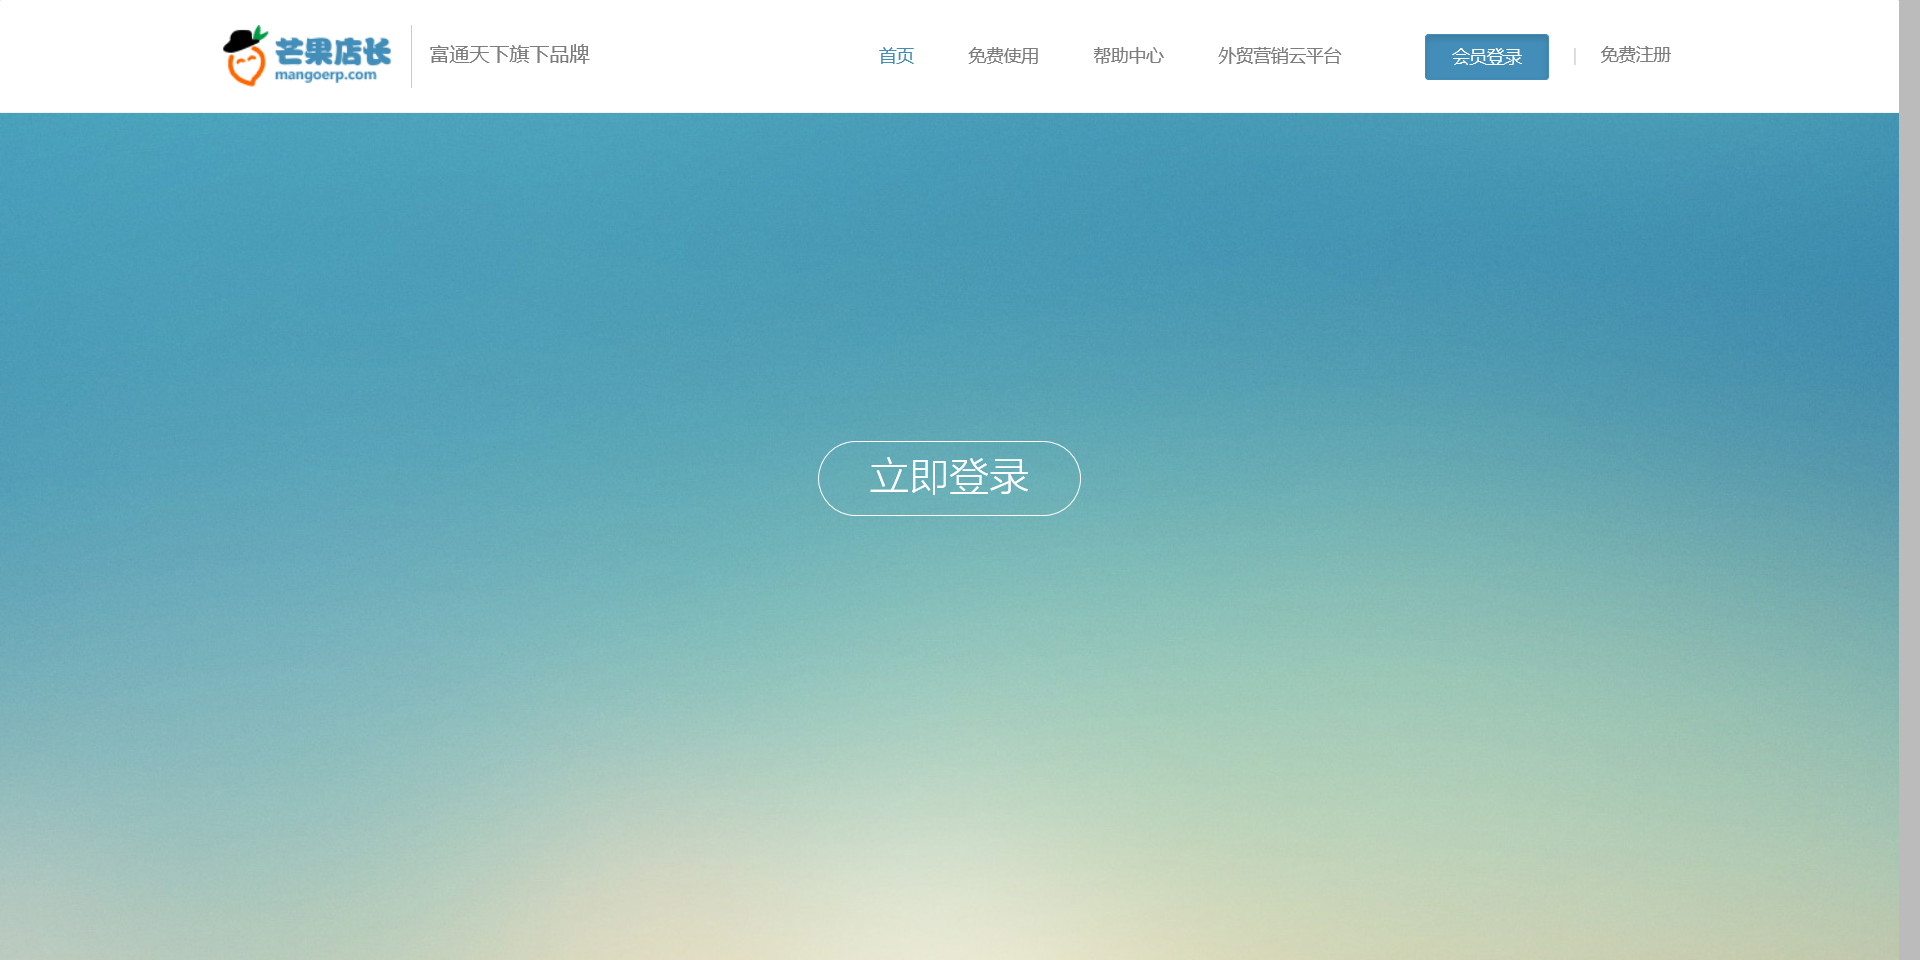 芒果店长
mangoerp.com
富通天下旗下品牌
首页
免费使用
帮助中心
外贸营销云平台
会员登录
|
免费注册
立即登录